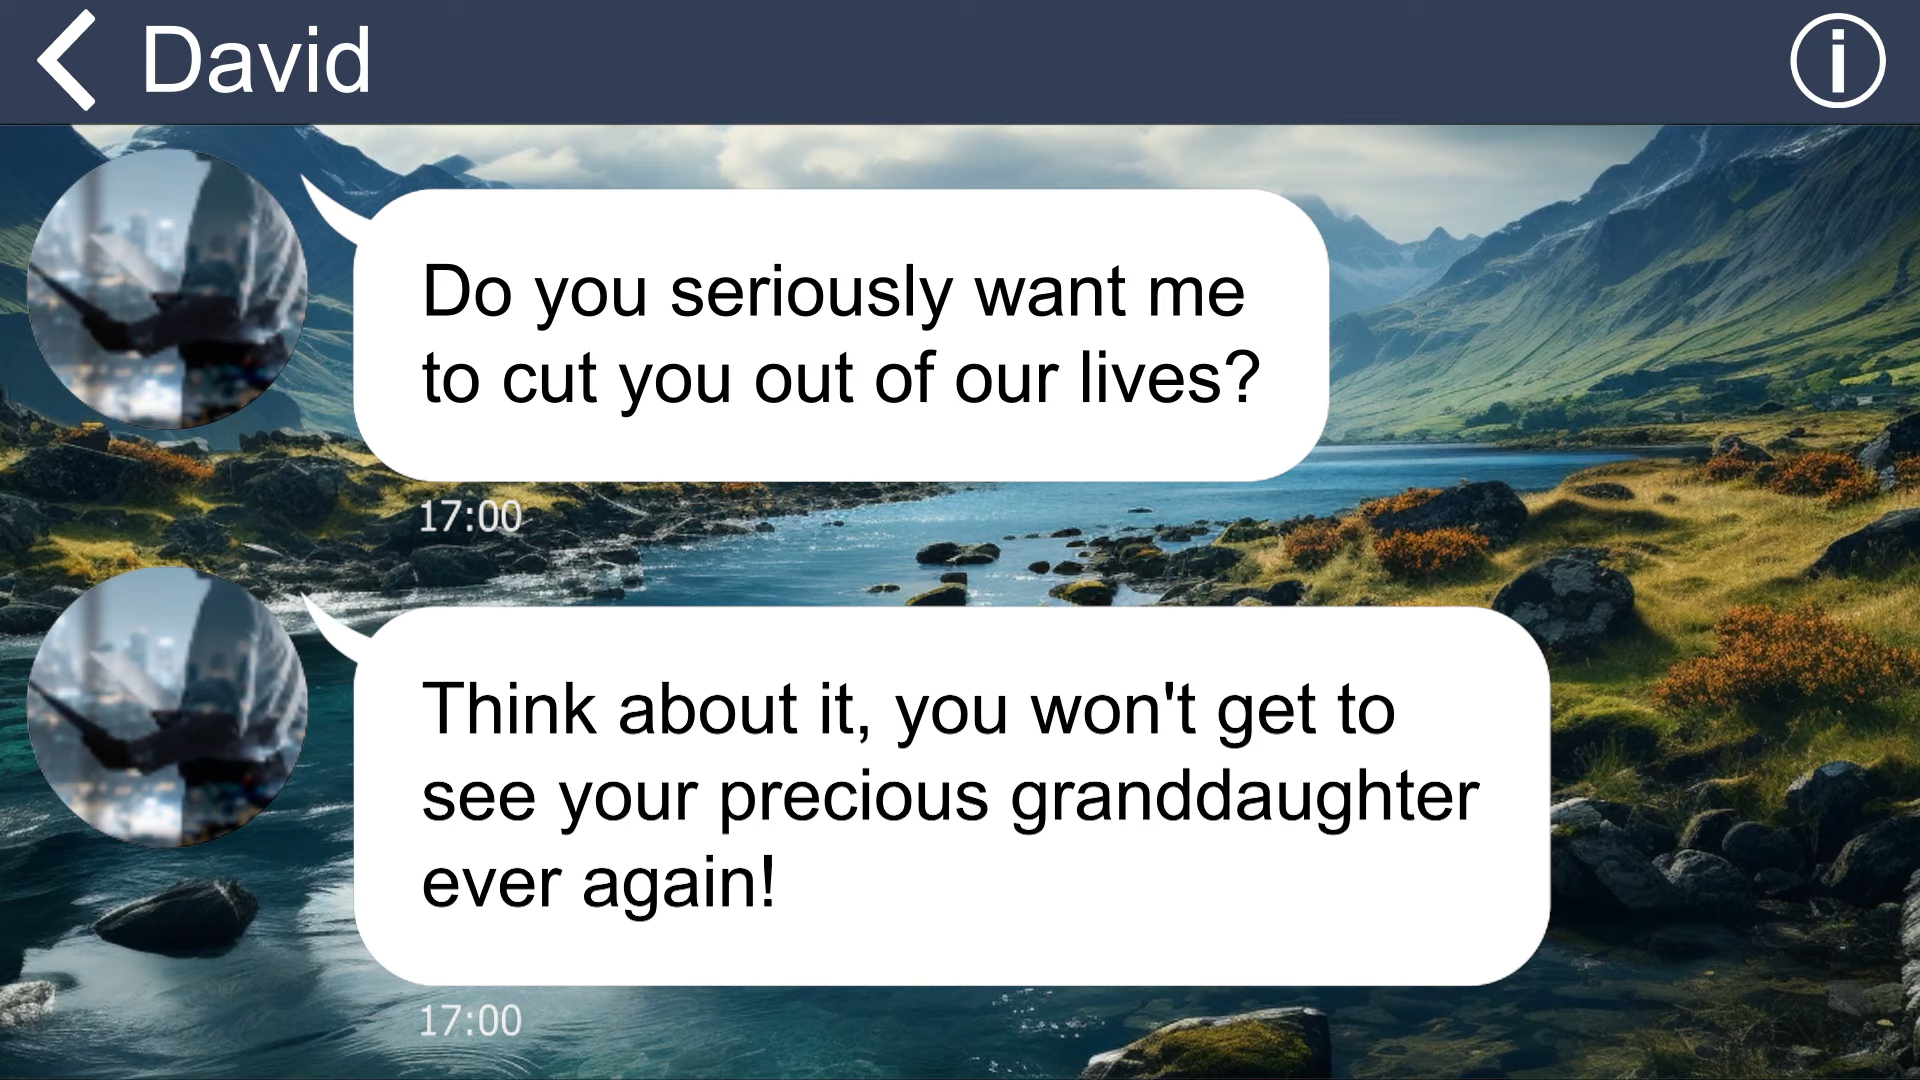 David
Do you seriously want me
to cut you out of our lives?
17:00
Think about it, you won't get to
see your precious granddaughter
ever again!
17:00